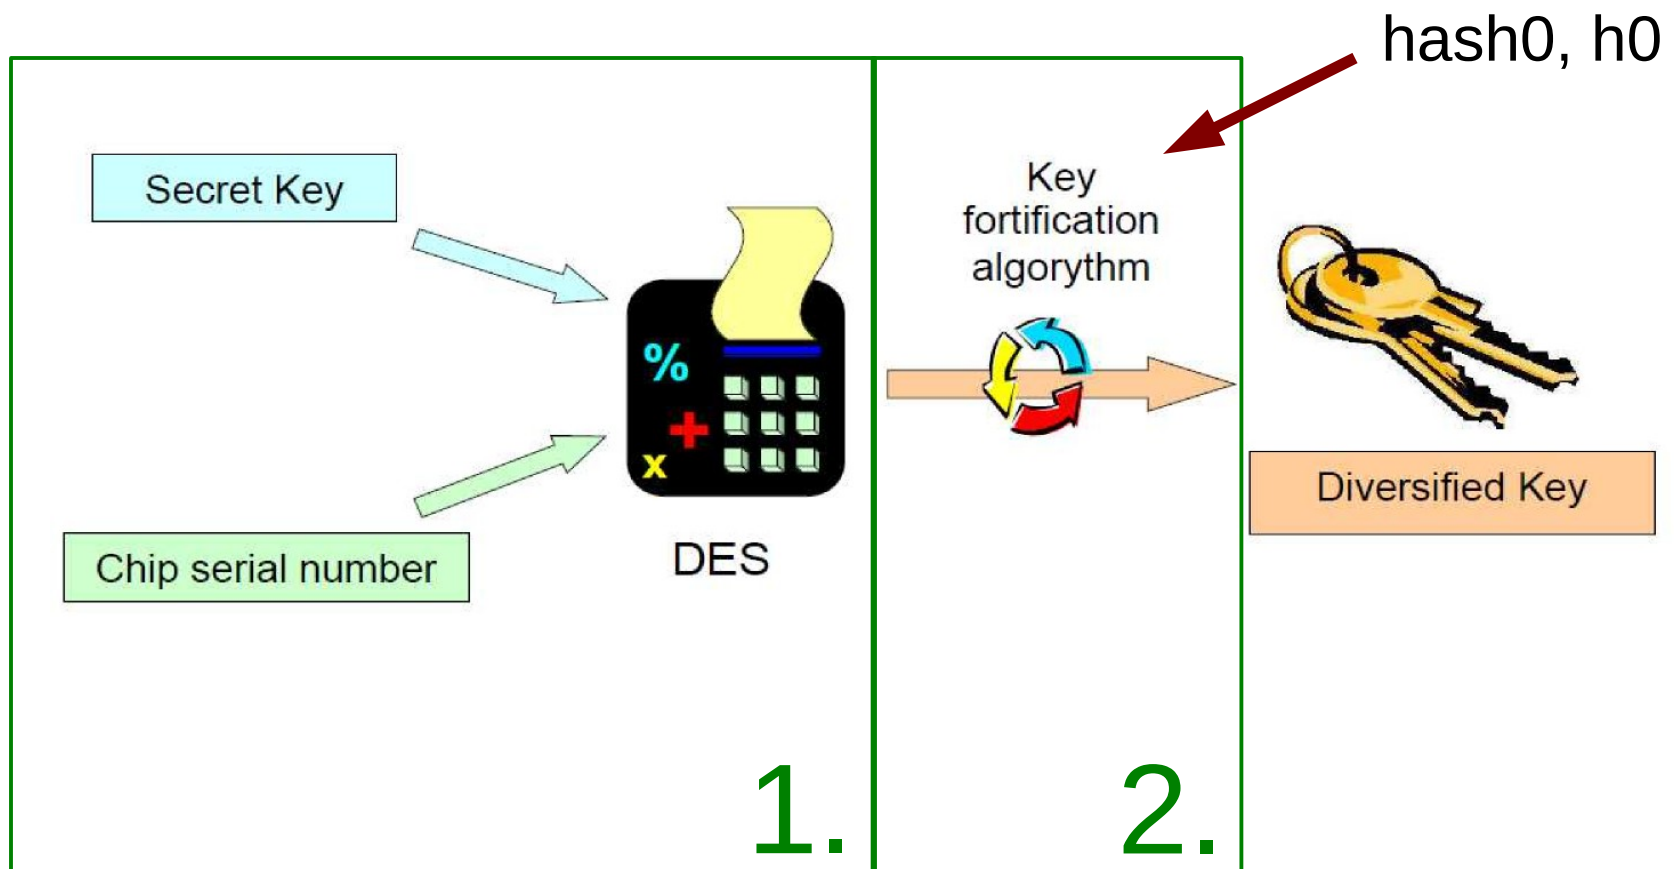 hash0, h0
Secret Key
Key
fortification
algorythm
%
+
x
Chip serial number
DES
Diversified Key
1.
2.